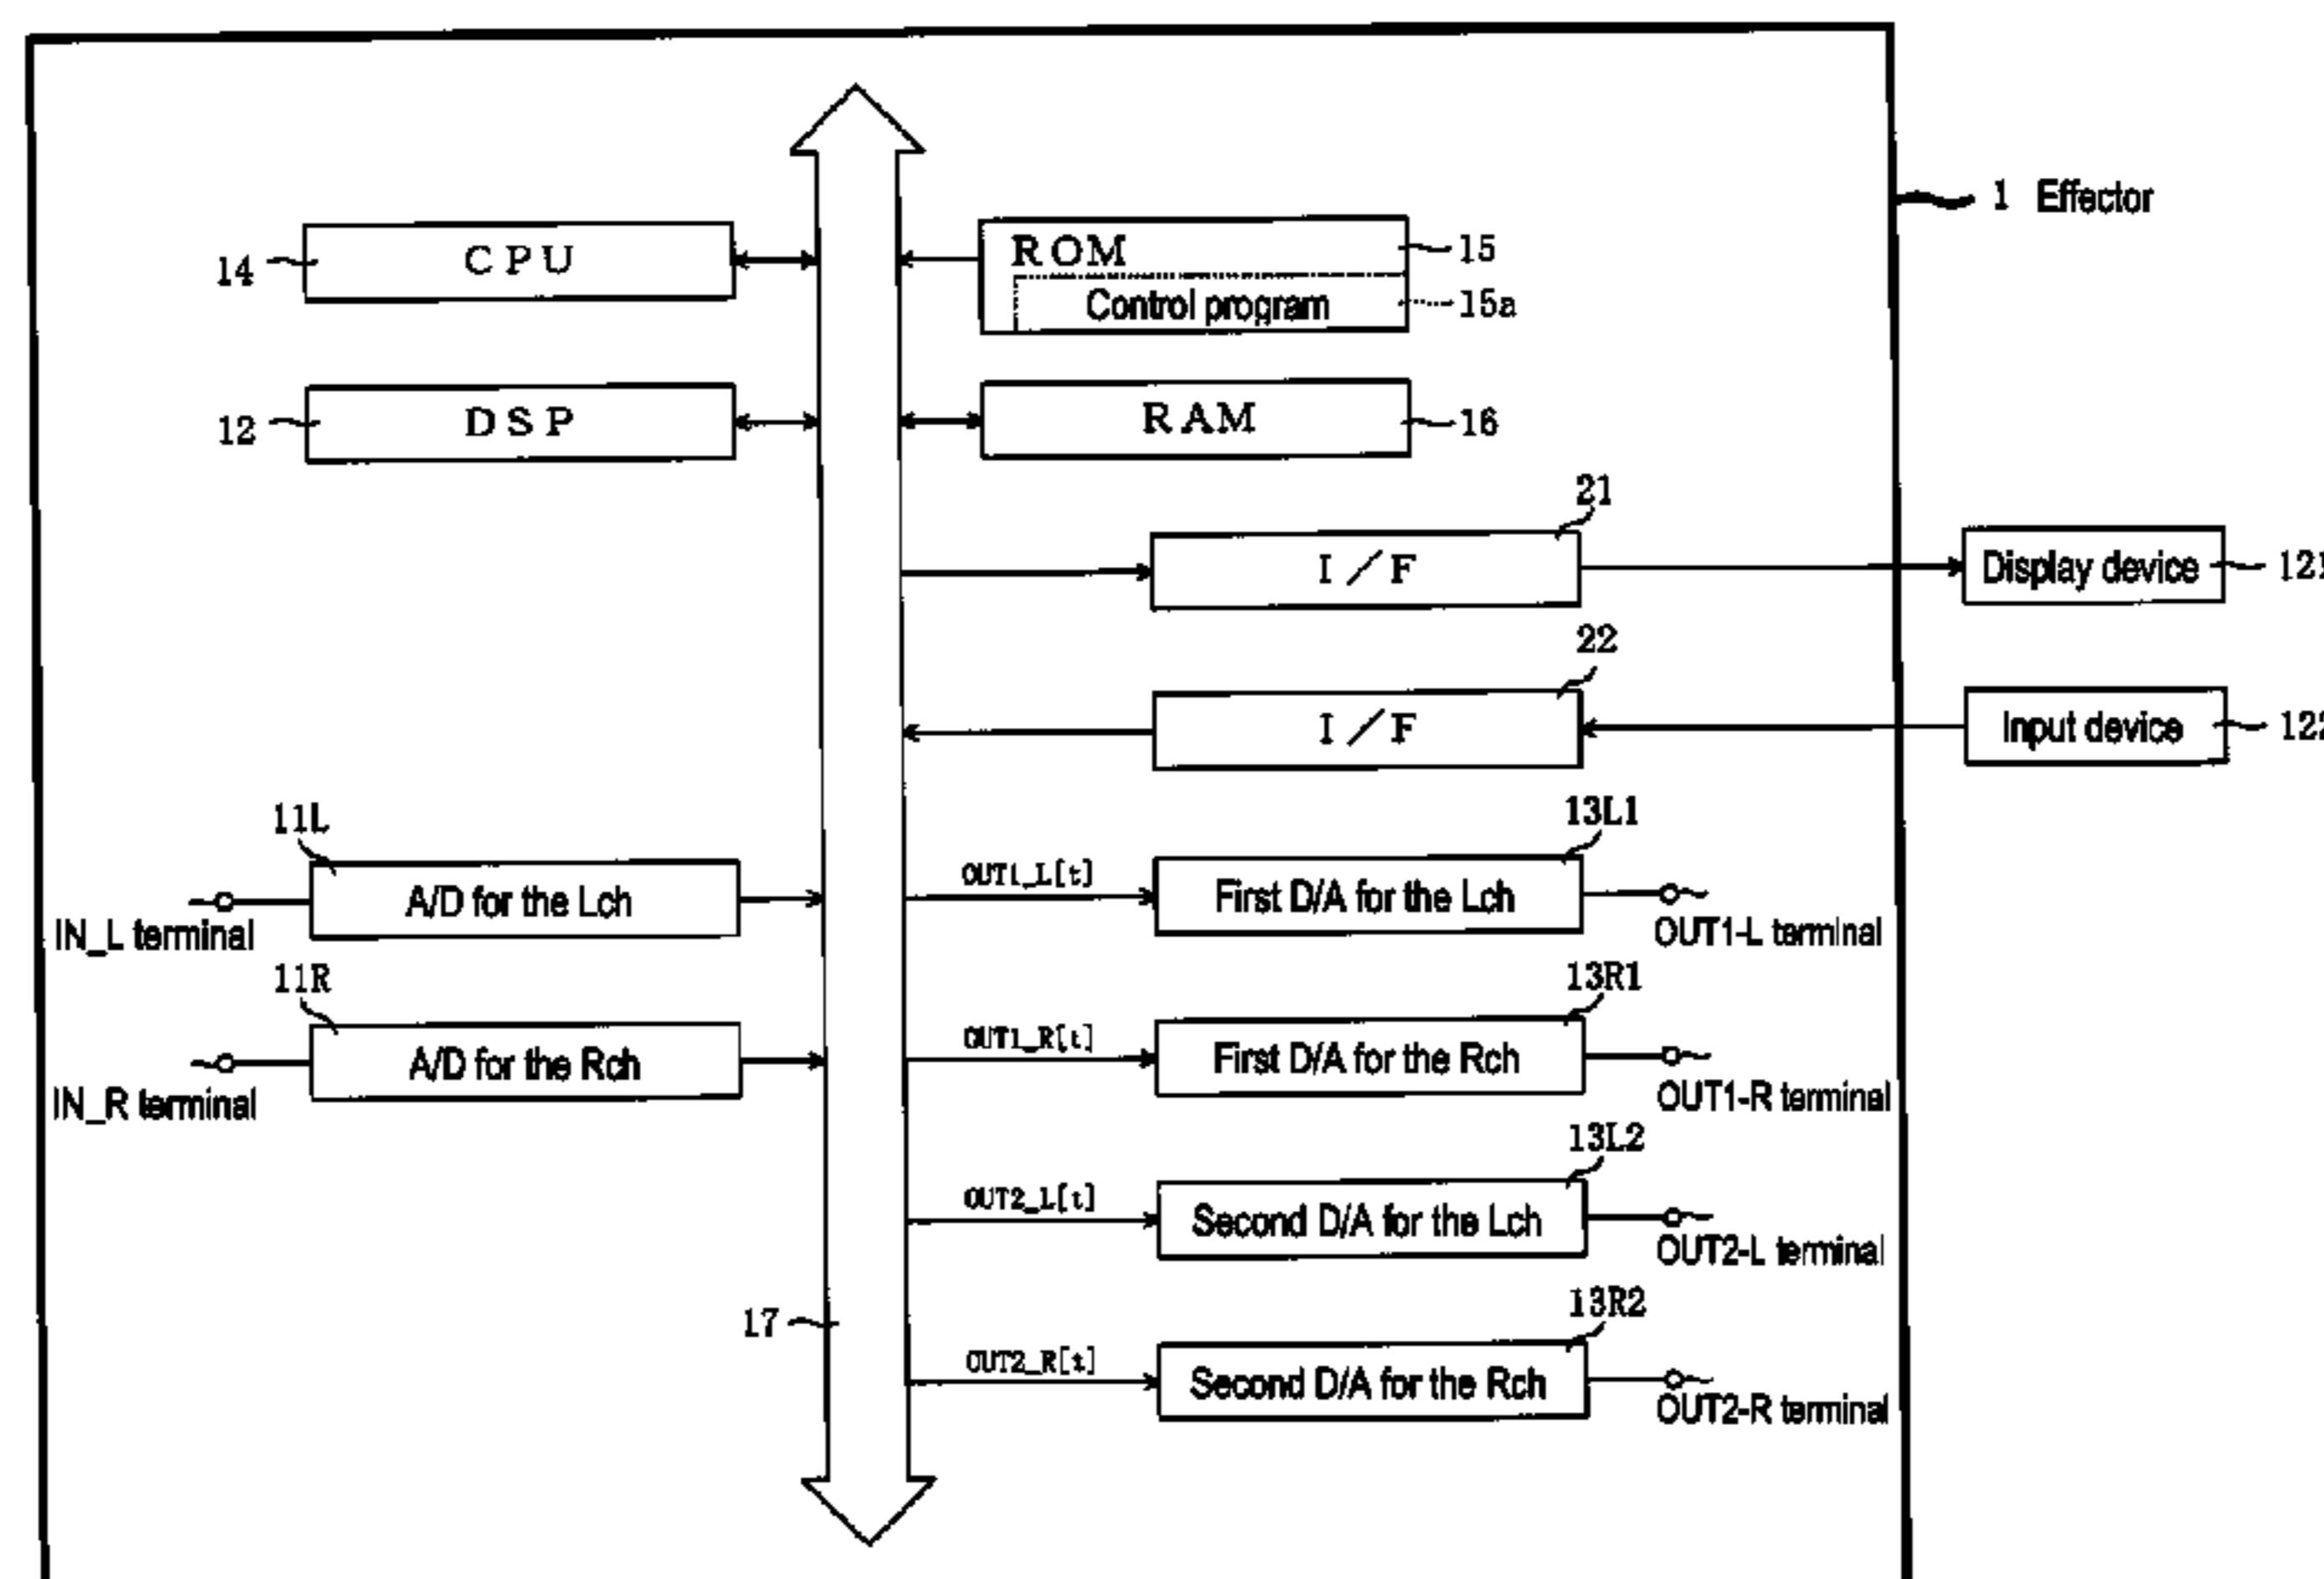 1 Effector
14
CPU
ROM
15
Control program
15a
12
DSP
RAM
16
21
I/F
Display device
121
22
I/F
Input device
122
11L
A/D for the Lch
IN_L terminal
OUT1_L[t]
13L1
First D/A for the Lch
OUT1-L terminal
11R
A/D for the Rch
IN_R terminal
OUT1_R[t]
13R1
First D/A for the Rch
OUT1-R terminal
OUT2_L[t]
13L2
Second D/A for the Lch
OUT2-L terminal
17
OUT2_R[t]
13R2
Second D/A for the Rch
OUT2-R terminal